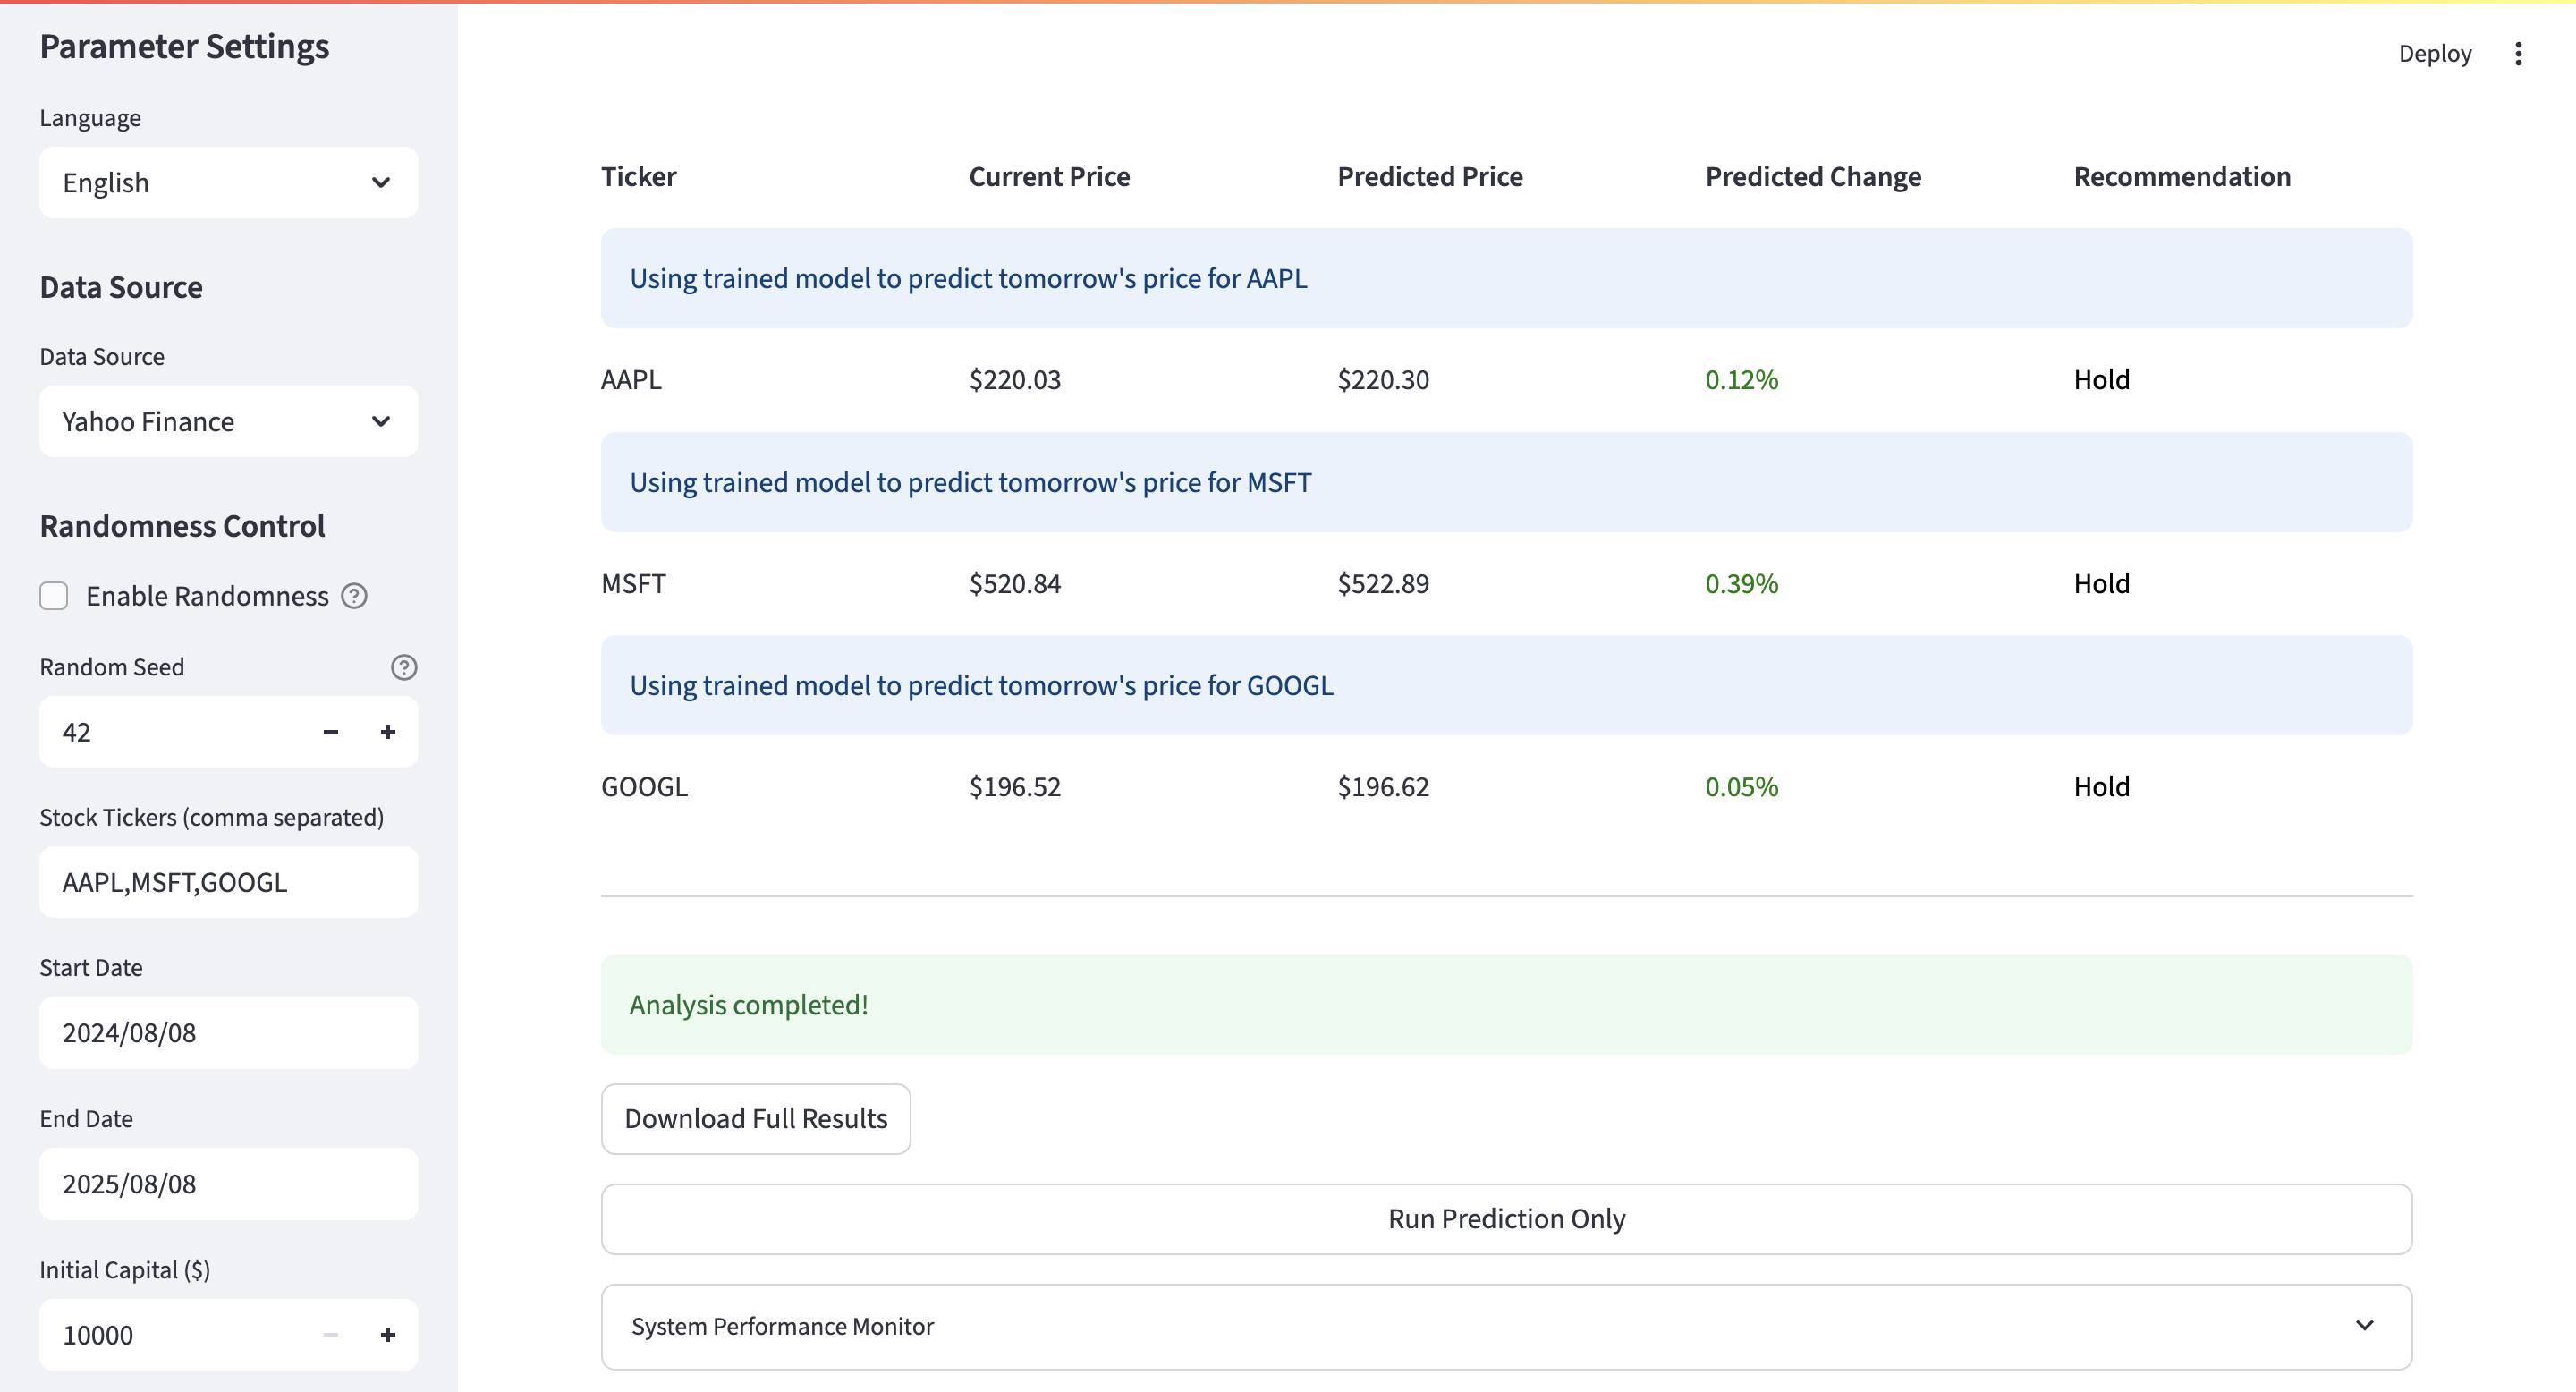 Parameter Settings
Language
English
Data Source
Data Source
Yahoo Finance
Randomness Control
Enable Randomness
Random Seed
42
Stock Tickers (comma separated)
AAPL,MSFT,GOOGL
Start Date
2024/08/08
End Date
2025/08/08
Initial Capital ($)
10000
Deploy
Ticker Current Price Predicted Price Predicted Change Recommendation
Using trained model to predict tomorrow's price for AAPL
AAPL $220.03 $220.30 0.12% Hold
Using trained model to predict tomorrow's price for MSFT
MSFT $520.84 $522.89 0.39% Hold
Using trained model to predict tomorrow's price for GOOGL
GOOGL $196.52 $196.62 0.05% Hold
Analysis completed!
Download Full Results
Run Prediction Only
System Performance Monitor